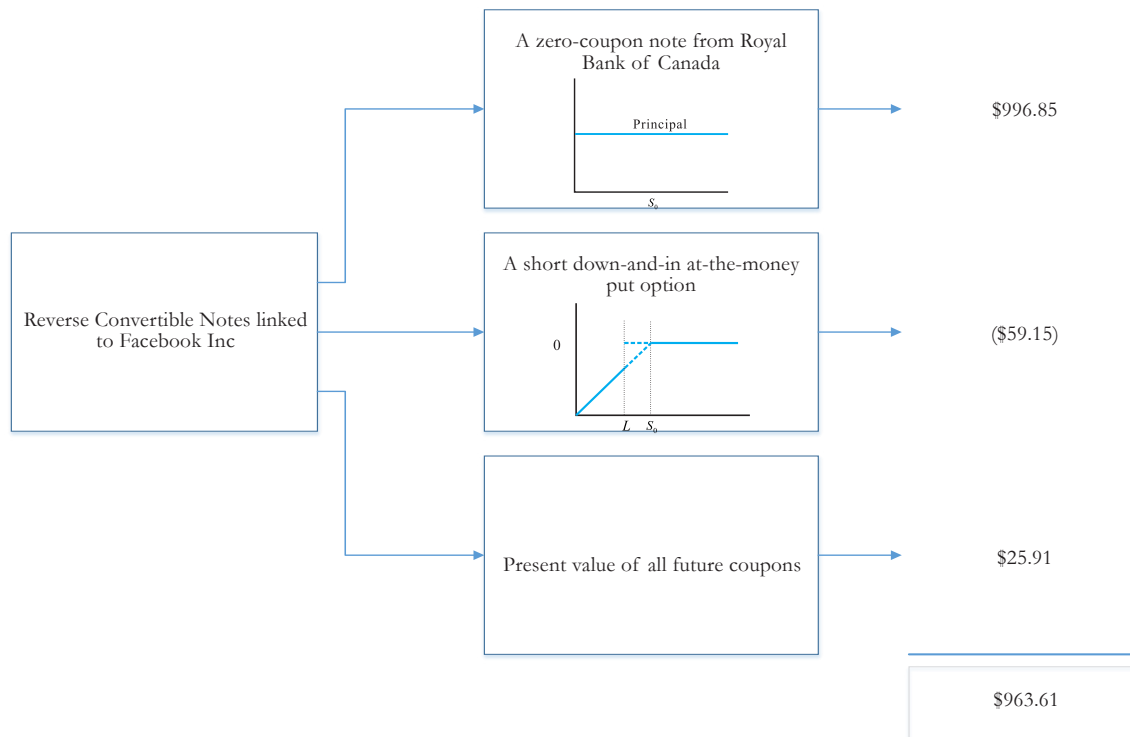 A zero-coupon note from Royal
Bank of Canada
Principal
S₀
$996.85
Reverse Convertible Notes linked
to Facebook Inc
A short down-and-in at-the-money
put option
0
L S₀
($59.15)
Present value of all future coupons
$25.91
$963.61